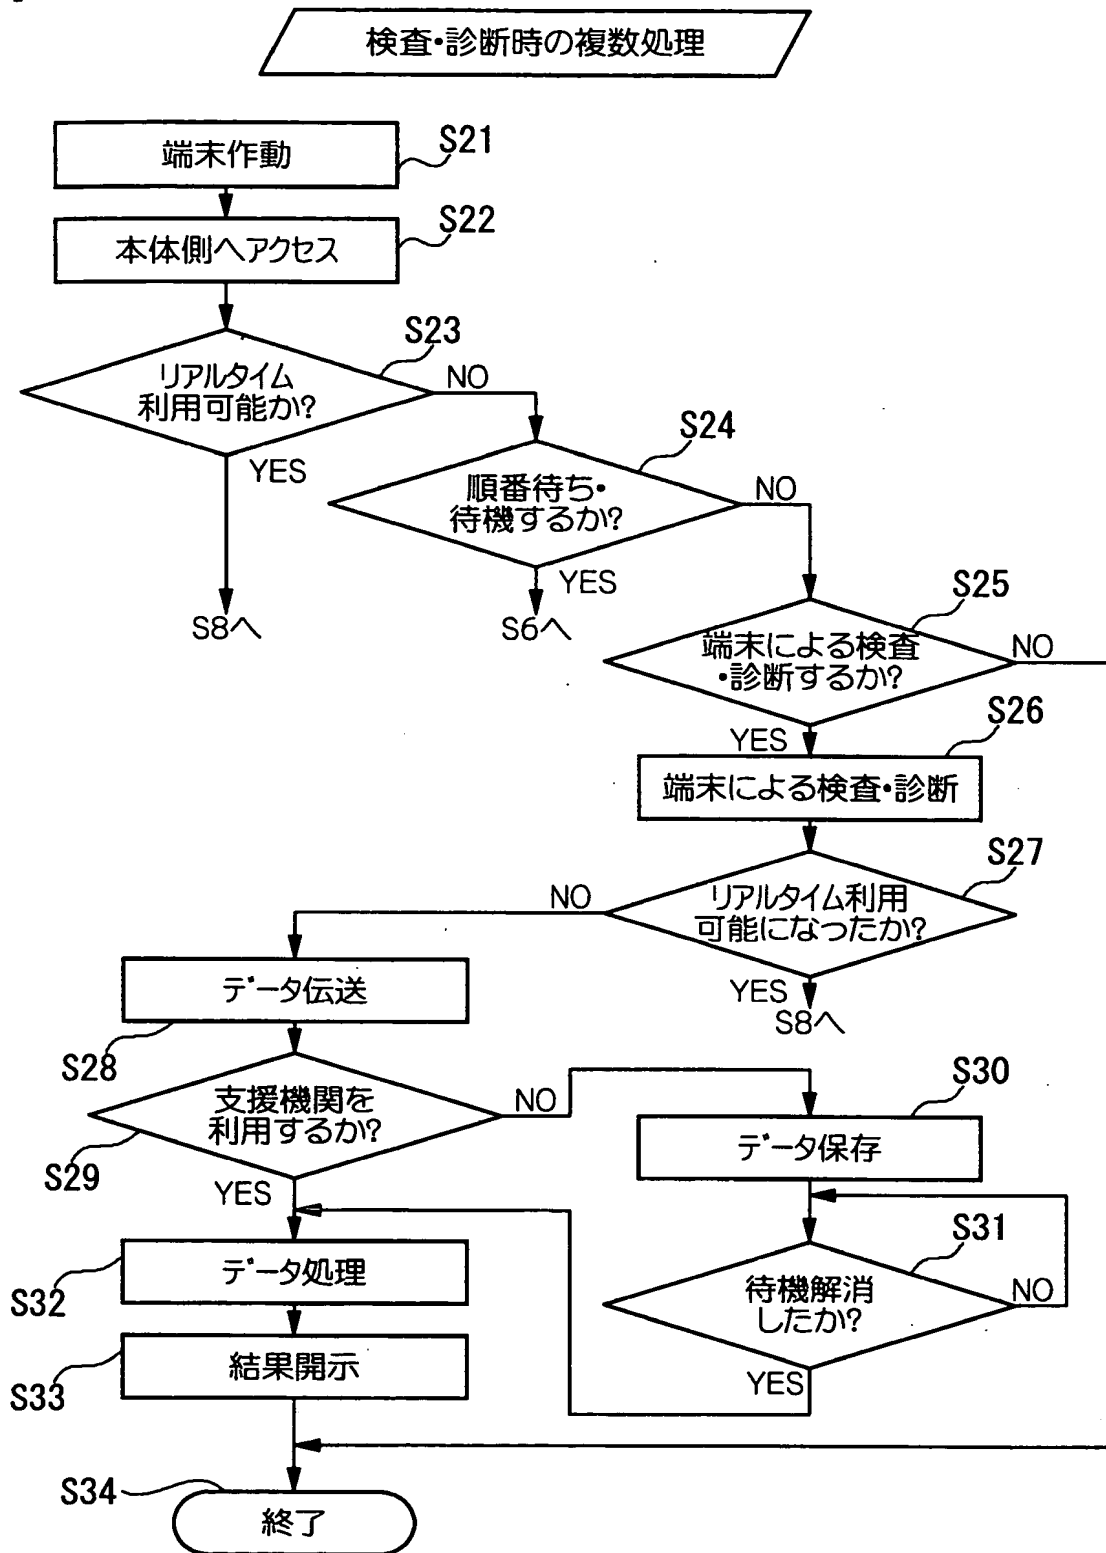 検査・診断時の複数処理
端末作動
S21
本体側へアクセス
S22
S23
リアルタイム
利用可能か?
NO
YES
S8へ
S24
順番待ち・
待機するか?
NO
YES
S6へ
S25
端末による検査
・診断するか?
NO
YES
S26
端末による検査・診断
S27
リアルタイム利用
可能になったか?
NO
YES
S8へ
データ伝送
S28
支援機関を
利用するか?
NO
S29
YES
S30
データ保存
S31
待機解消
したか?
NO
YES
データ処理
S32
結果開示
S33
S34
終了